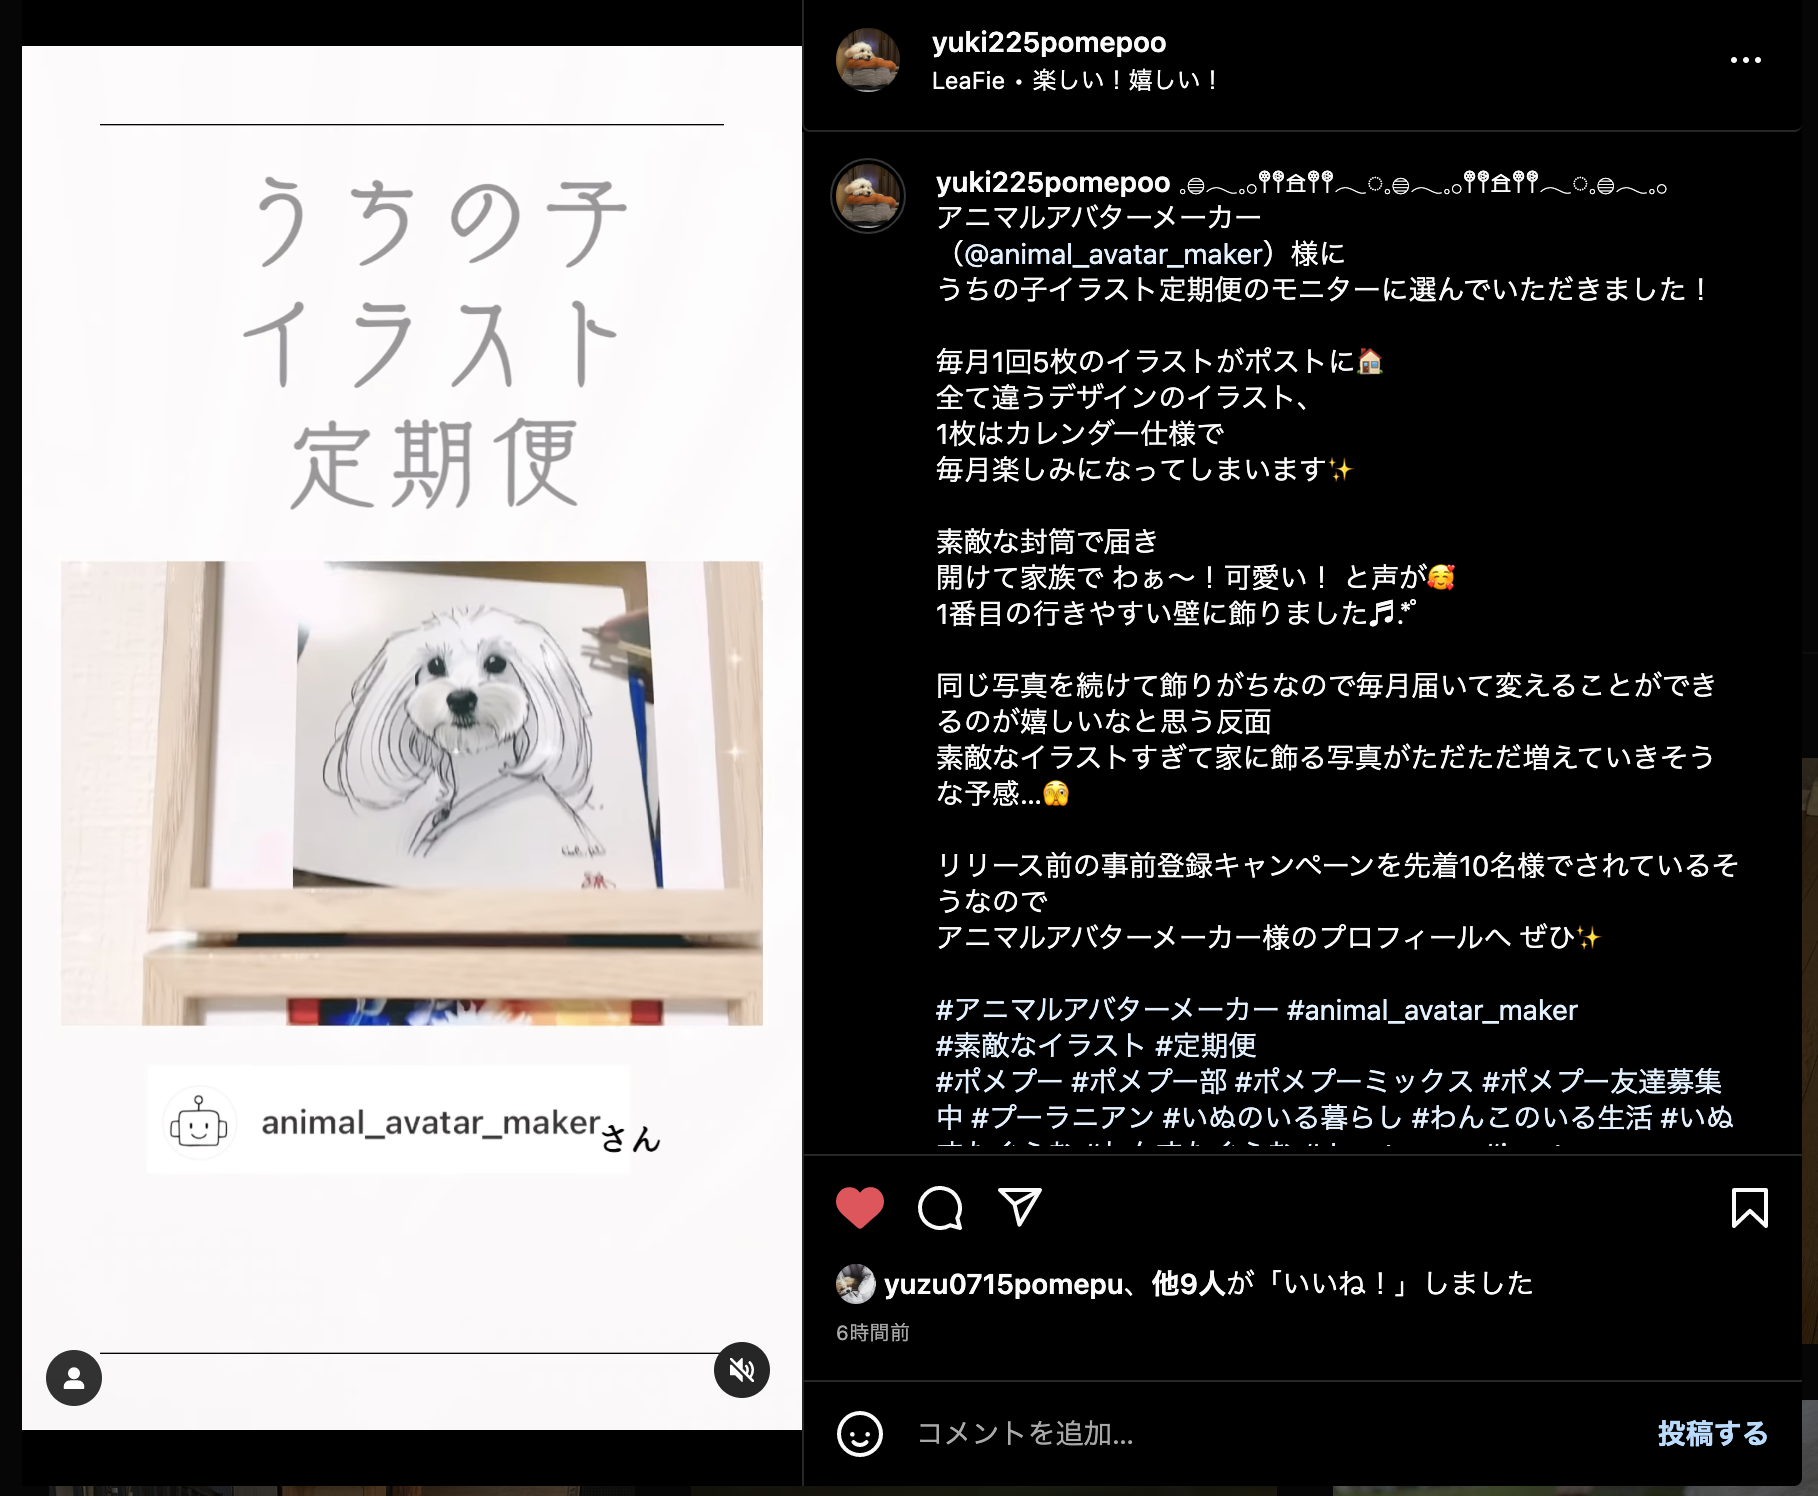 うちの子
イラスト
定期便
animal_avatar_makerさん
yuki225pomepoo
LeaFie • 楽しい！嬉しい！
yuki225pomepoo
アニマルアバターメーカー
（@animal_avatar_maker）様に
うちの子イラスト定期便のモニターに選んでいただきました！
毎月1回5枚のイラストがポストに🏠
全て違うデザインのイラスト、
1枚はカレンダー仕様で
毎月楽しみになってしまいます✨
素敵な封筒で届き
開けて家族で わぁ〜！可愛い！ と声が🥰
1番目の行きやすい壁に飾りました♬.*ﾟ
同じ写真を続けて飾りがちなので毎月届いて変えることができ
るのが嬉しいなと思う反面
素敵なイラストすぎて家に飾る写真がただただ増えていきそう
な予感...🫣
リリース前の事前登録キャンペーンを先着10名様でされているそ
うなので
アニマルアバターメーカー様のプロフィールへ ぜひ✨
#アニマルアバターメーカー #animal_avatar_maker
#素敵なイラスト #定期便
#ポメプー #ポメプー部 #ポメプーミックス #ポメプー友達募集
中 #プーラニアン #いぬのいる暮らし #わんこのいる生活 #いぬ
yuzu0715pomepu、他9人が「いいね！」しました
6時間前
コメントを追加...
投稿する